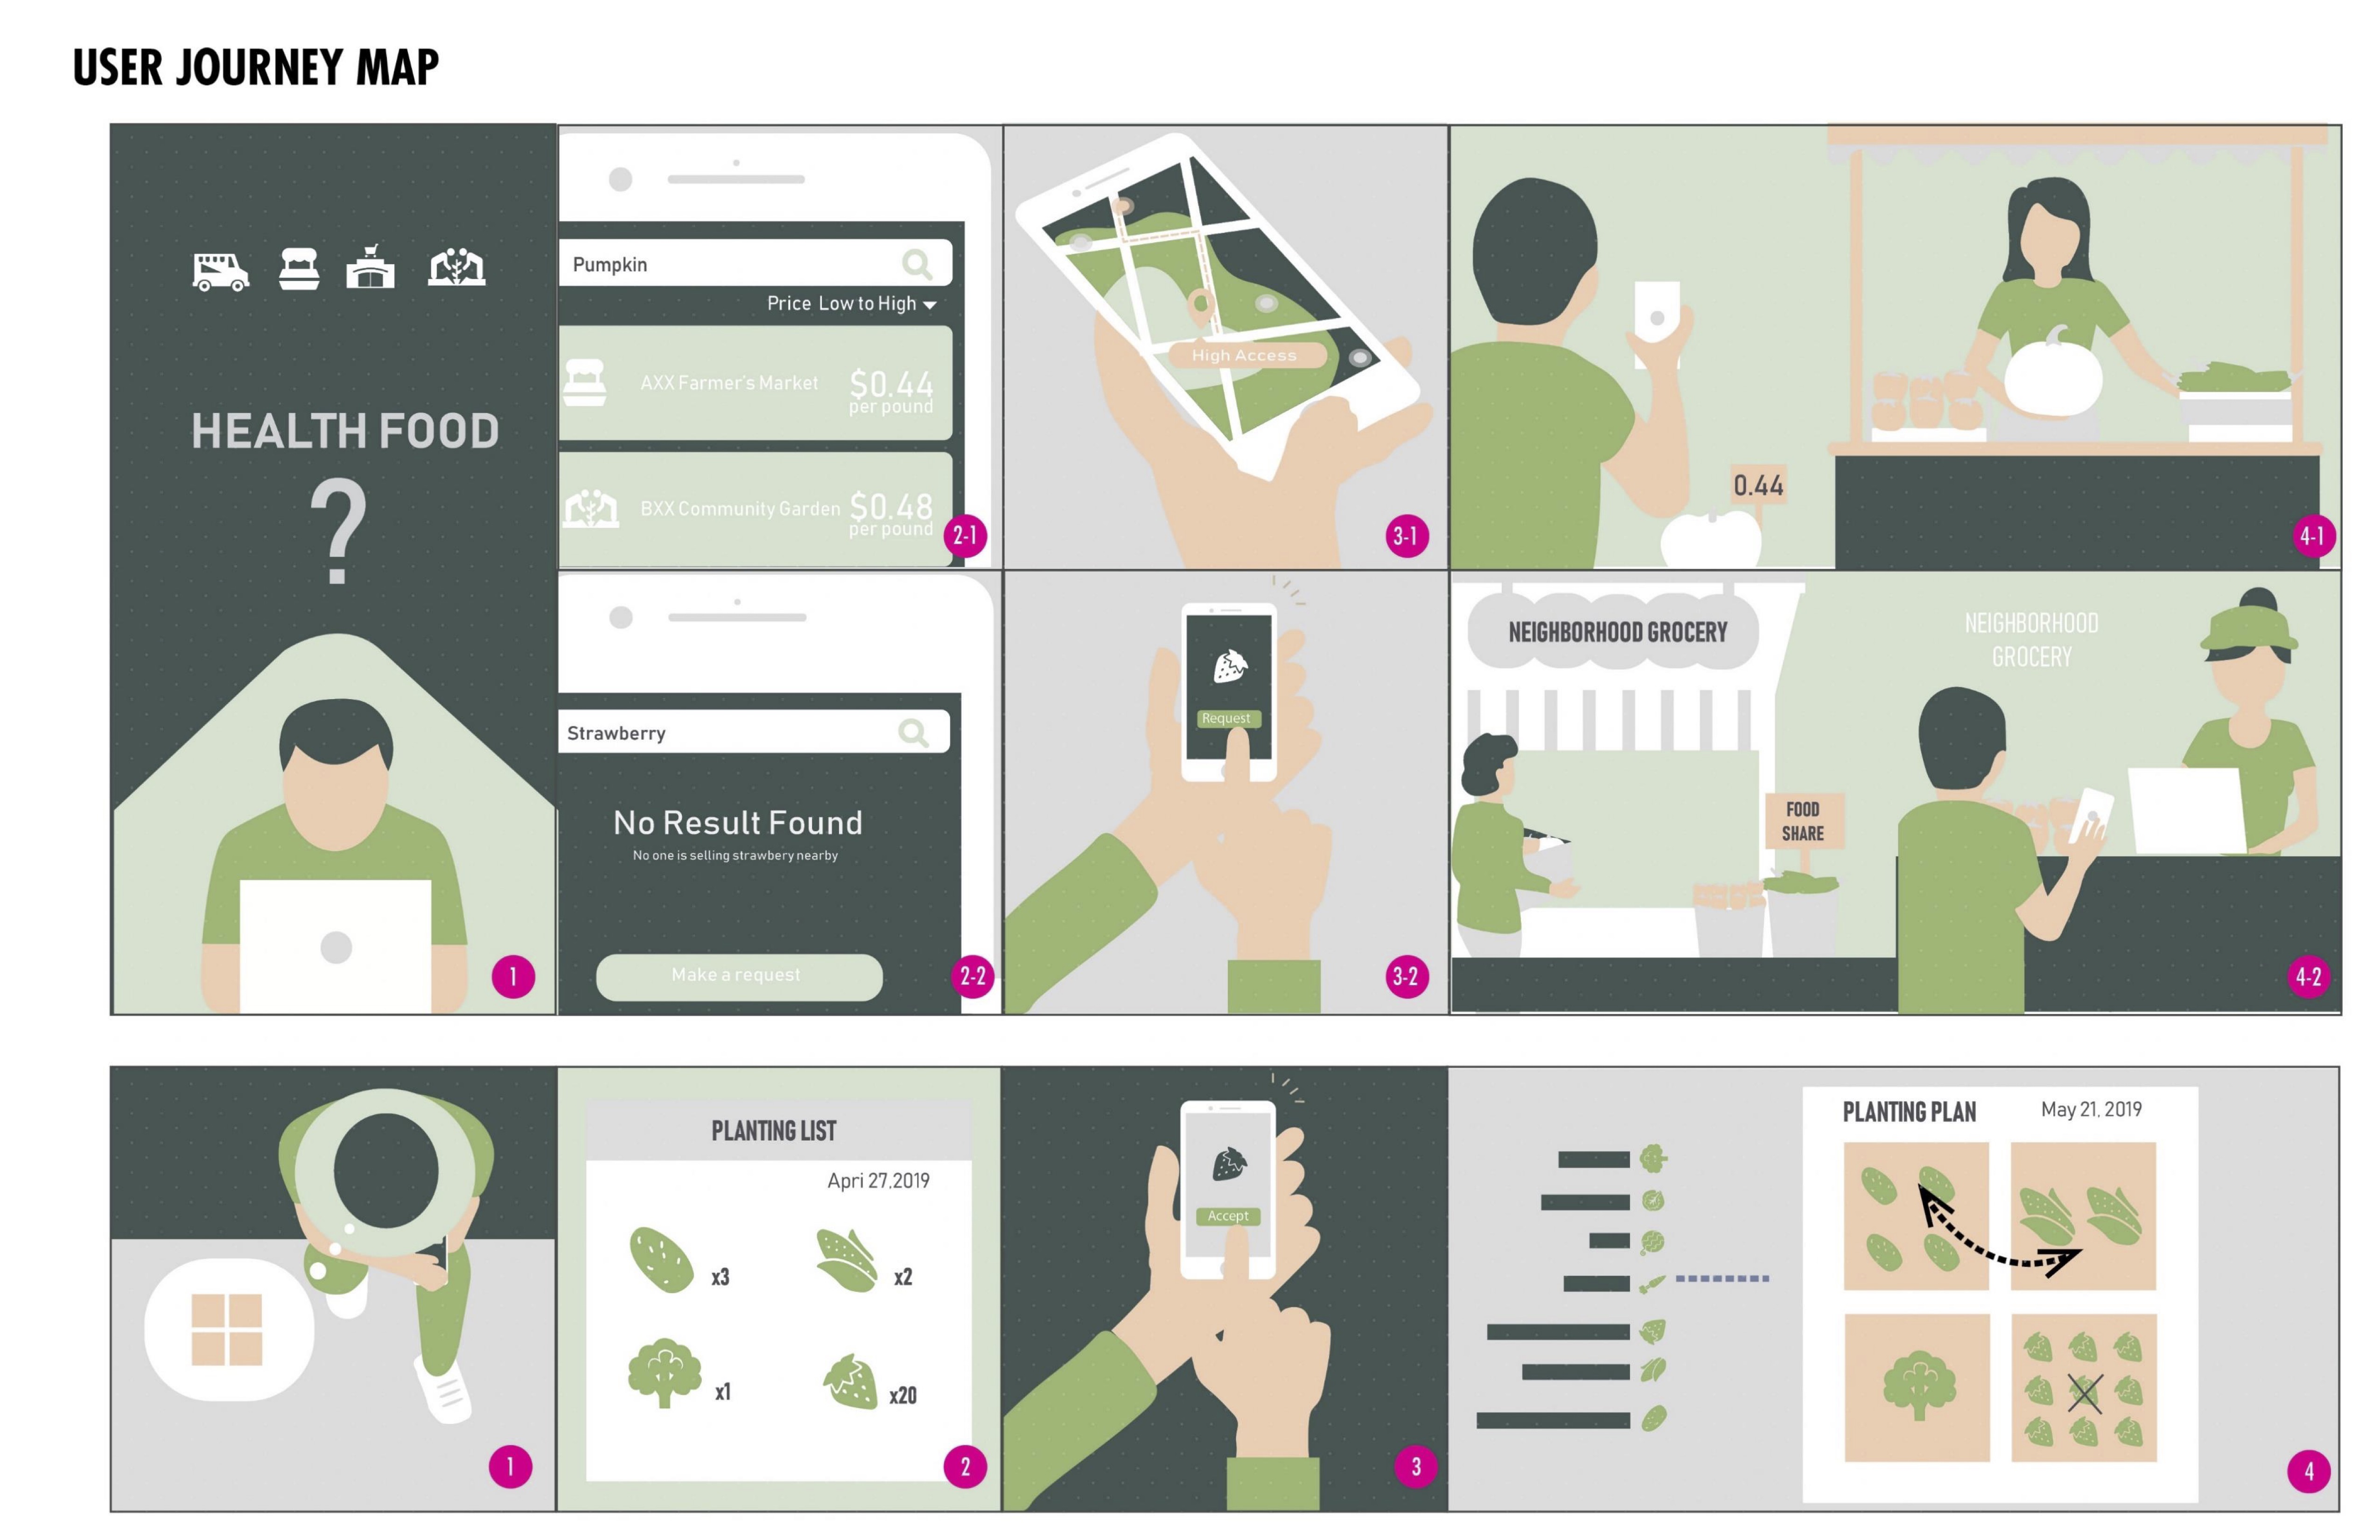 USER JOURNEY MAP
HEALTH FOOD
?
1
Pumpkin
Price Low to High
AXX Farmer's Market
$0.44
per pound
BXX Community Garden
$0.48
per pound
2-1
High Access
3-1
0.44
4-1
Strawberry
No Result Found
No one is selling strawbery nearby
Make a request
2-2
Request
3-2
NEIGHBORHOOD GROCERY
FOOD
SHARE
NEIGHBORHOOD
GROCERY
4-2
1
PLANTING LIST
Apri 27,2019
x3
x2
x1
x20
2
Accept
3
PLANTING PLAN
May 21, 2019
4